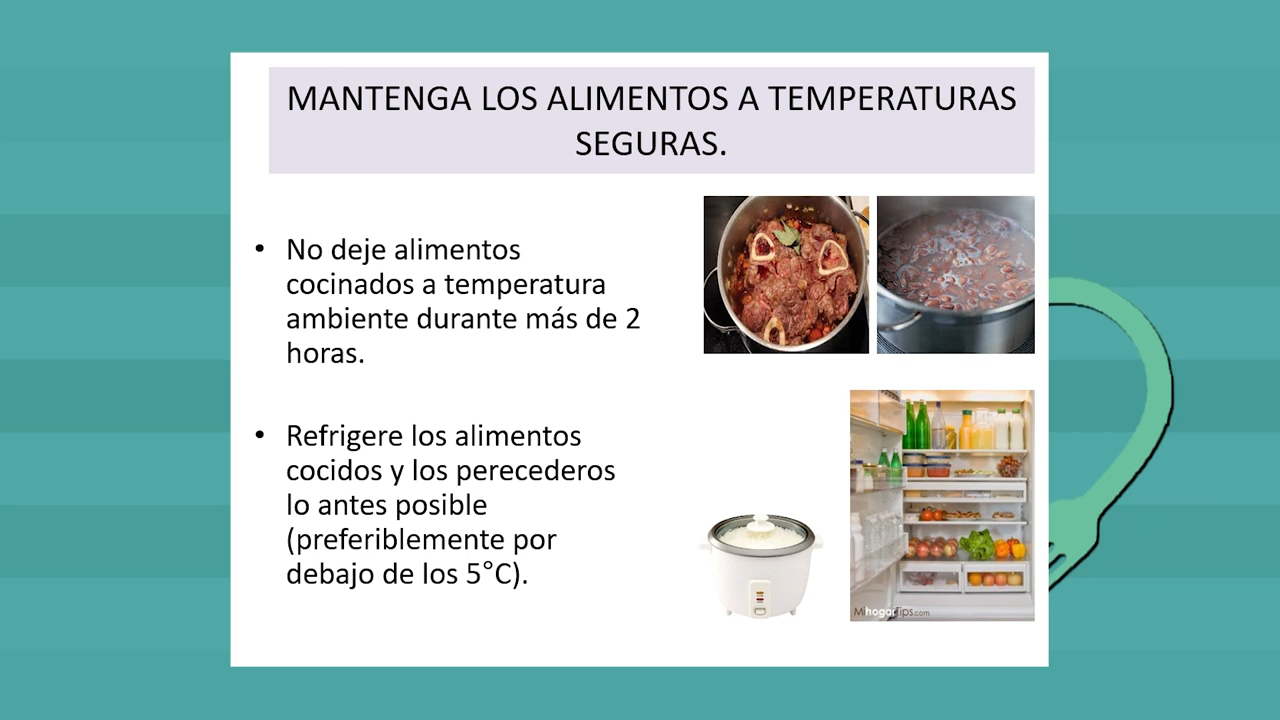 MANTENGA LOS ALIMENTOS A TEMPERATURAS
SEGURAS.
• No deje alimentos
cocinados a temperatura
ambiente durante más de 2
horas.
• Refrigere los alimentos
cocidos y los perecederos
lo antes posible
(preferiblemente por
debajo de los 5°C).
MihogarTips.com